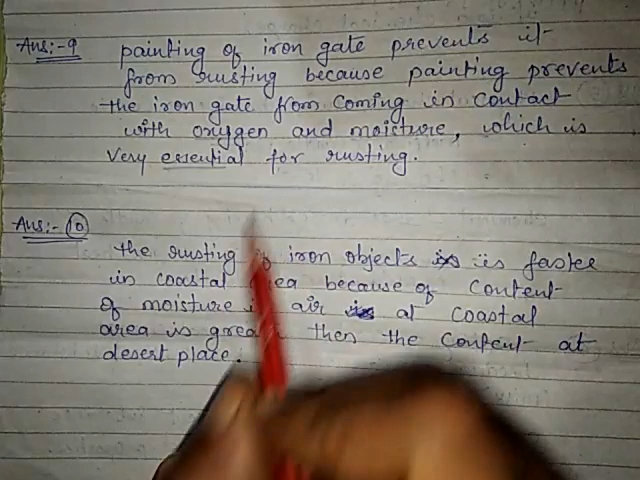 Ans:- 9 painting of iron gate prevents it
from rusting because painting prevents
the iron gate from coming in contact
with oxygen and moisture, which is
very essential for rusting.
Ans:- 10
the rusting iron objects is faster
in coastal because of content
of moisture air at coastal
area is then the content at
desert place.